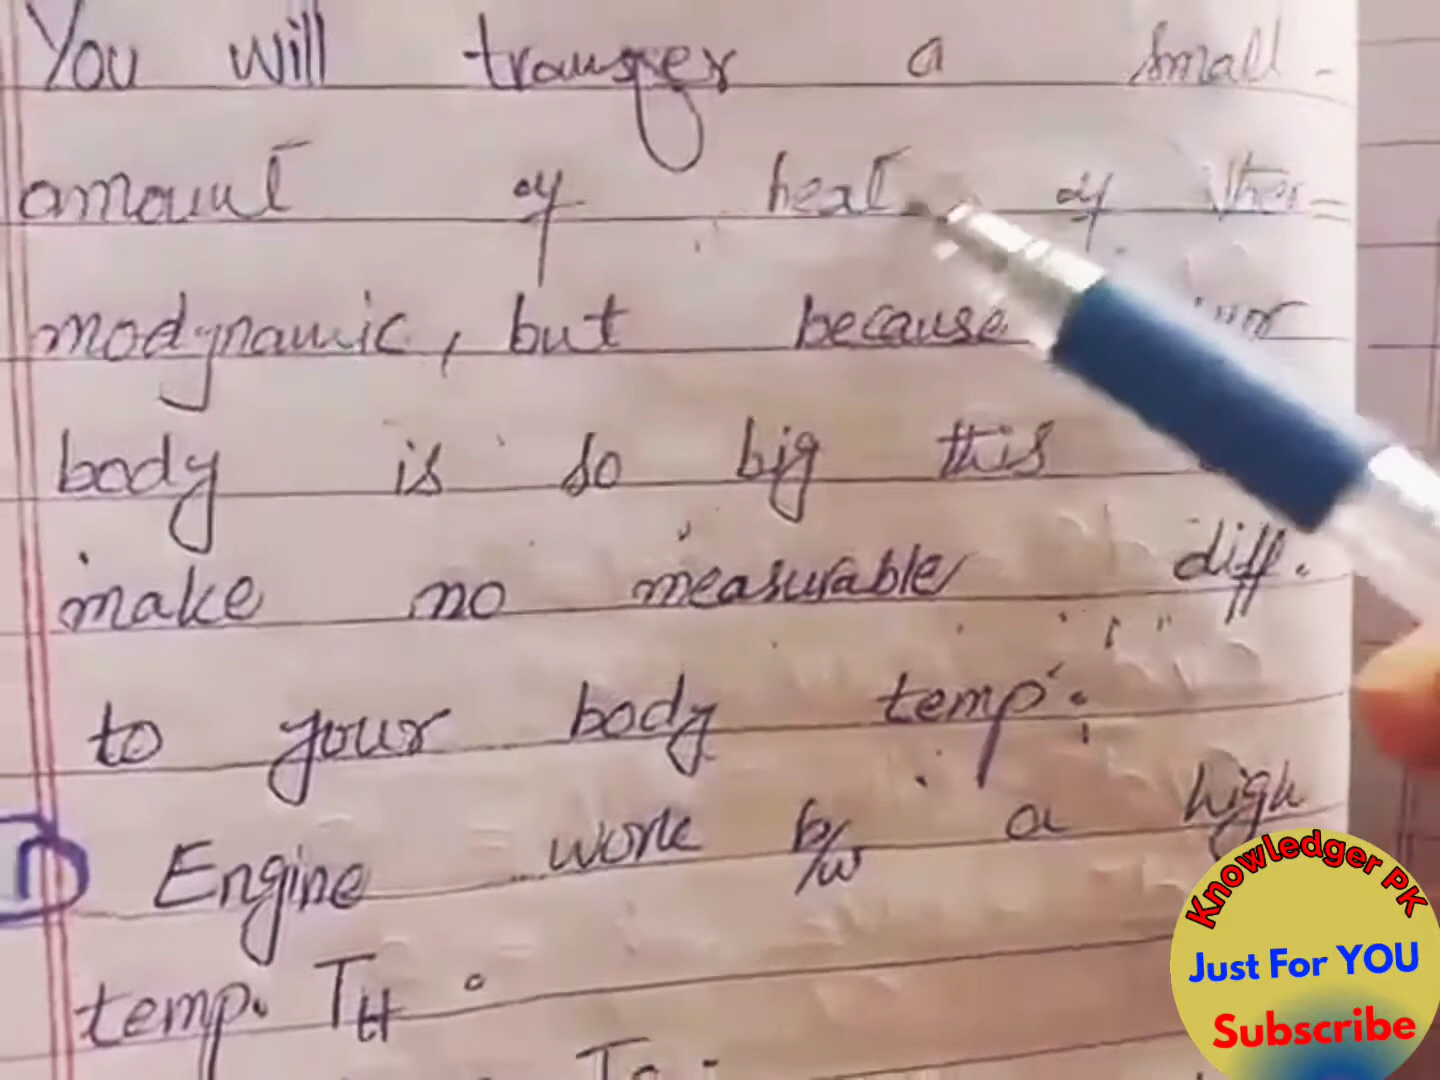 You will transfer a small
amount of heat of ther=
modynamic, but because your
body is so big this
make no measurable diff.
to your body temp.
Engine work b/w a high
temp. TH
Knowledger PK
Just For YOU
Subscribe